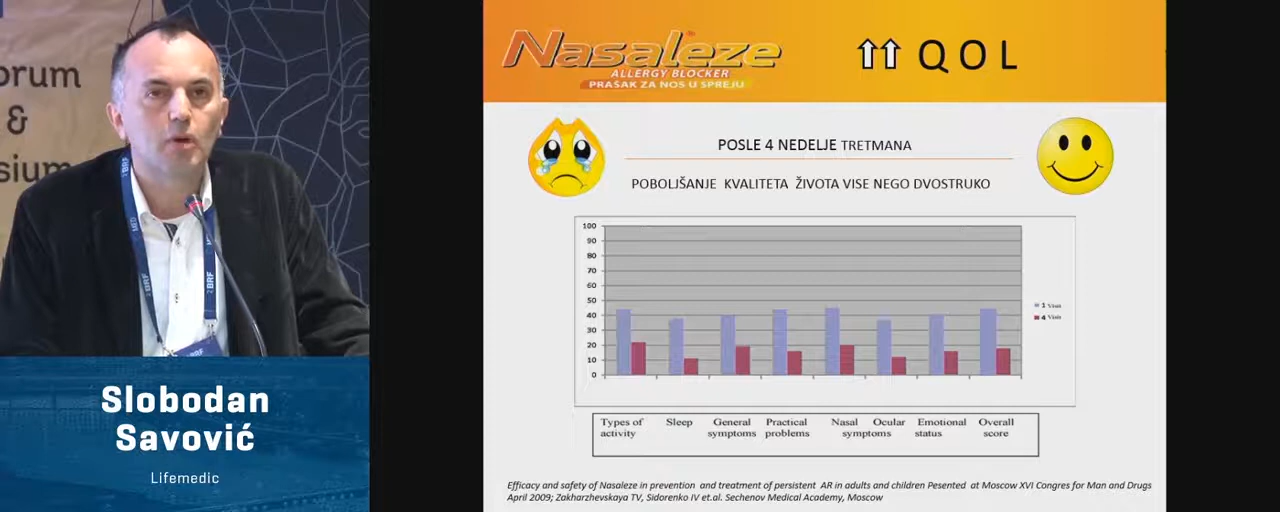 orum
&
sium
BRF
BRF
BRF
Slobodan
Savović
Lifemedic
Nasaleze®
ALLERGY BLOCKER
PRAŠAK ZA NOS U SPREJU
⇑⇑ Q O L
POSLE 4 NEDELJE TRETMANA
POBOLJŠANJE KVALITETA ŽIVOTA VISE NEGO DVOSTRUKO
100
90
80
70
60
50
40
30
20
10
0
1 Visit
4 Visit
Types of activity
Sleep
General symptoms
Practical problems
Nasal symptoms
Ocular
Emotional status
Overall score
Efficacy and safety of Nasaleze in prevention and treatment of persistent AR in adults and children Pesented at Moscow XVI Congres for Man and Drugs
April 2009; Zakharzhevskaya TV, Sidorenko IV et.al. Sechenov Medical Academy, Moscow